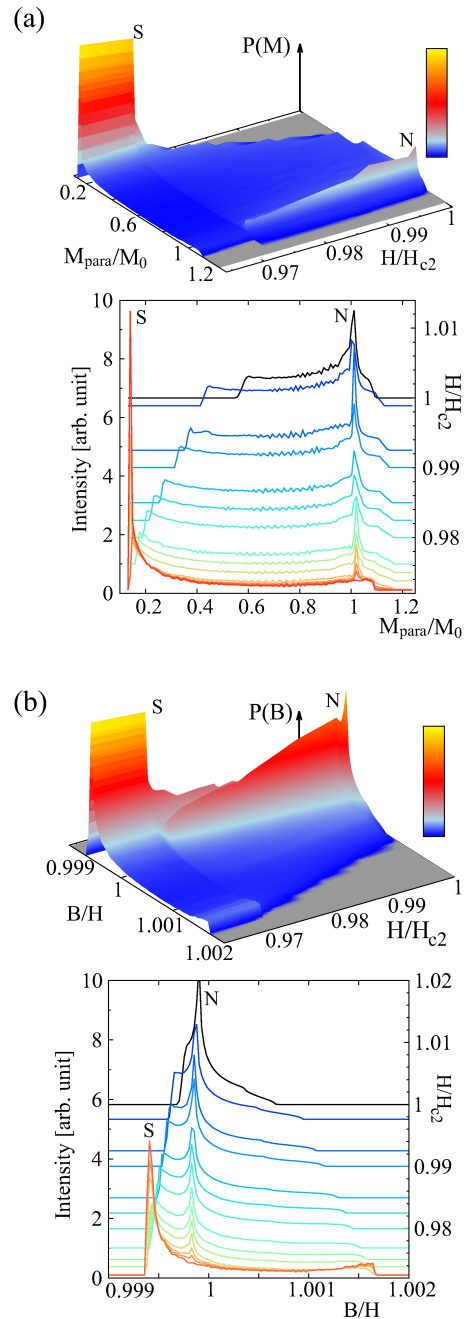 (a)
S
P(M)
N
0.2
0.6
1
1.2
M_para/M_0
0.97
0.98
0.99
1
H/H_c2
10
8
6
4
2
0
Intensity [arb. unit]
S
N
1.01
1
0.99
0.98
H/H_c2
0.2 0.4 0.6 0.8 1 1.2
M_para/M_0
(b)
S
P(B)
N
0.999
1
1.001
1.002
B/H
0.97
0.98
0.99
1
H/H_c2
10
8
6
4
2
0
Intensity [arb. unit]
N
S
1.02
1.01
1
0.99
0.98
H/H_c2
0.999 1 1.001 1.002
B/H